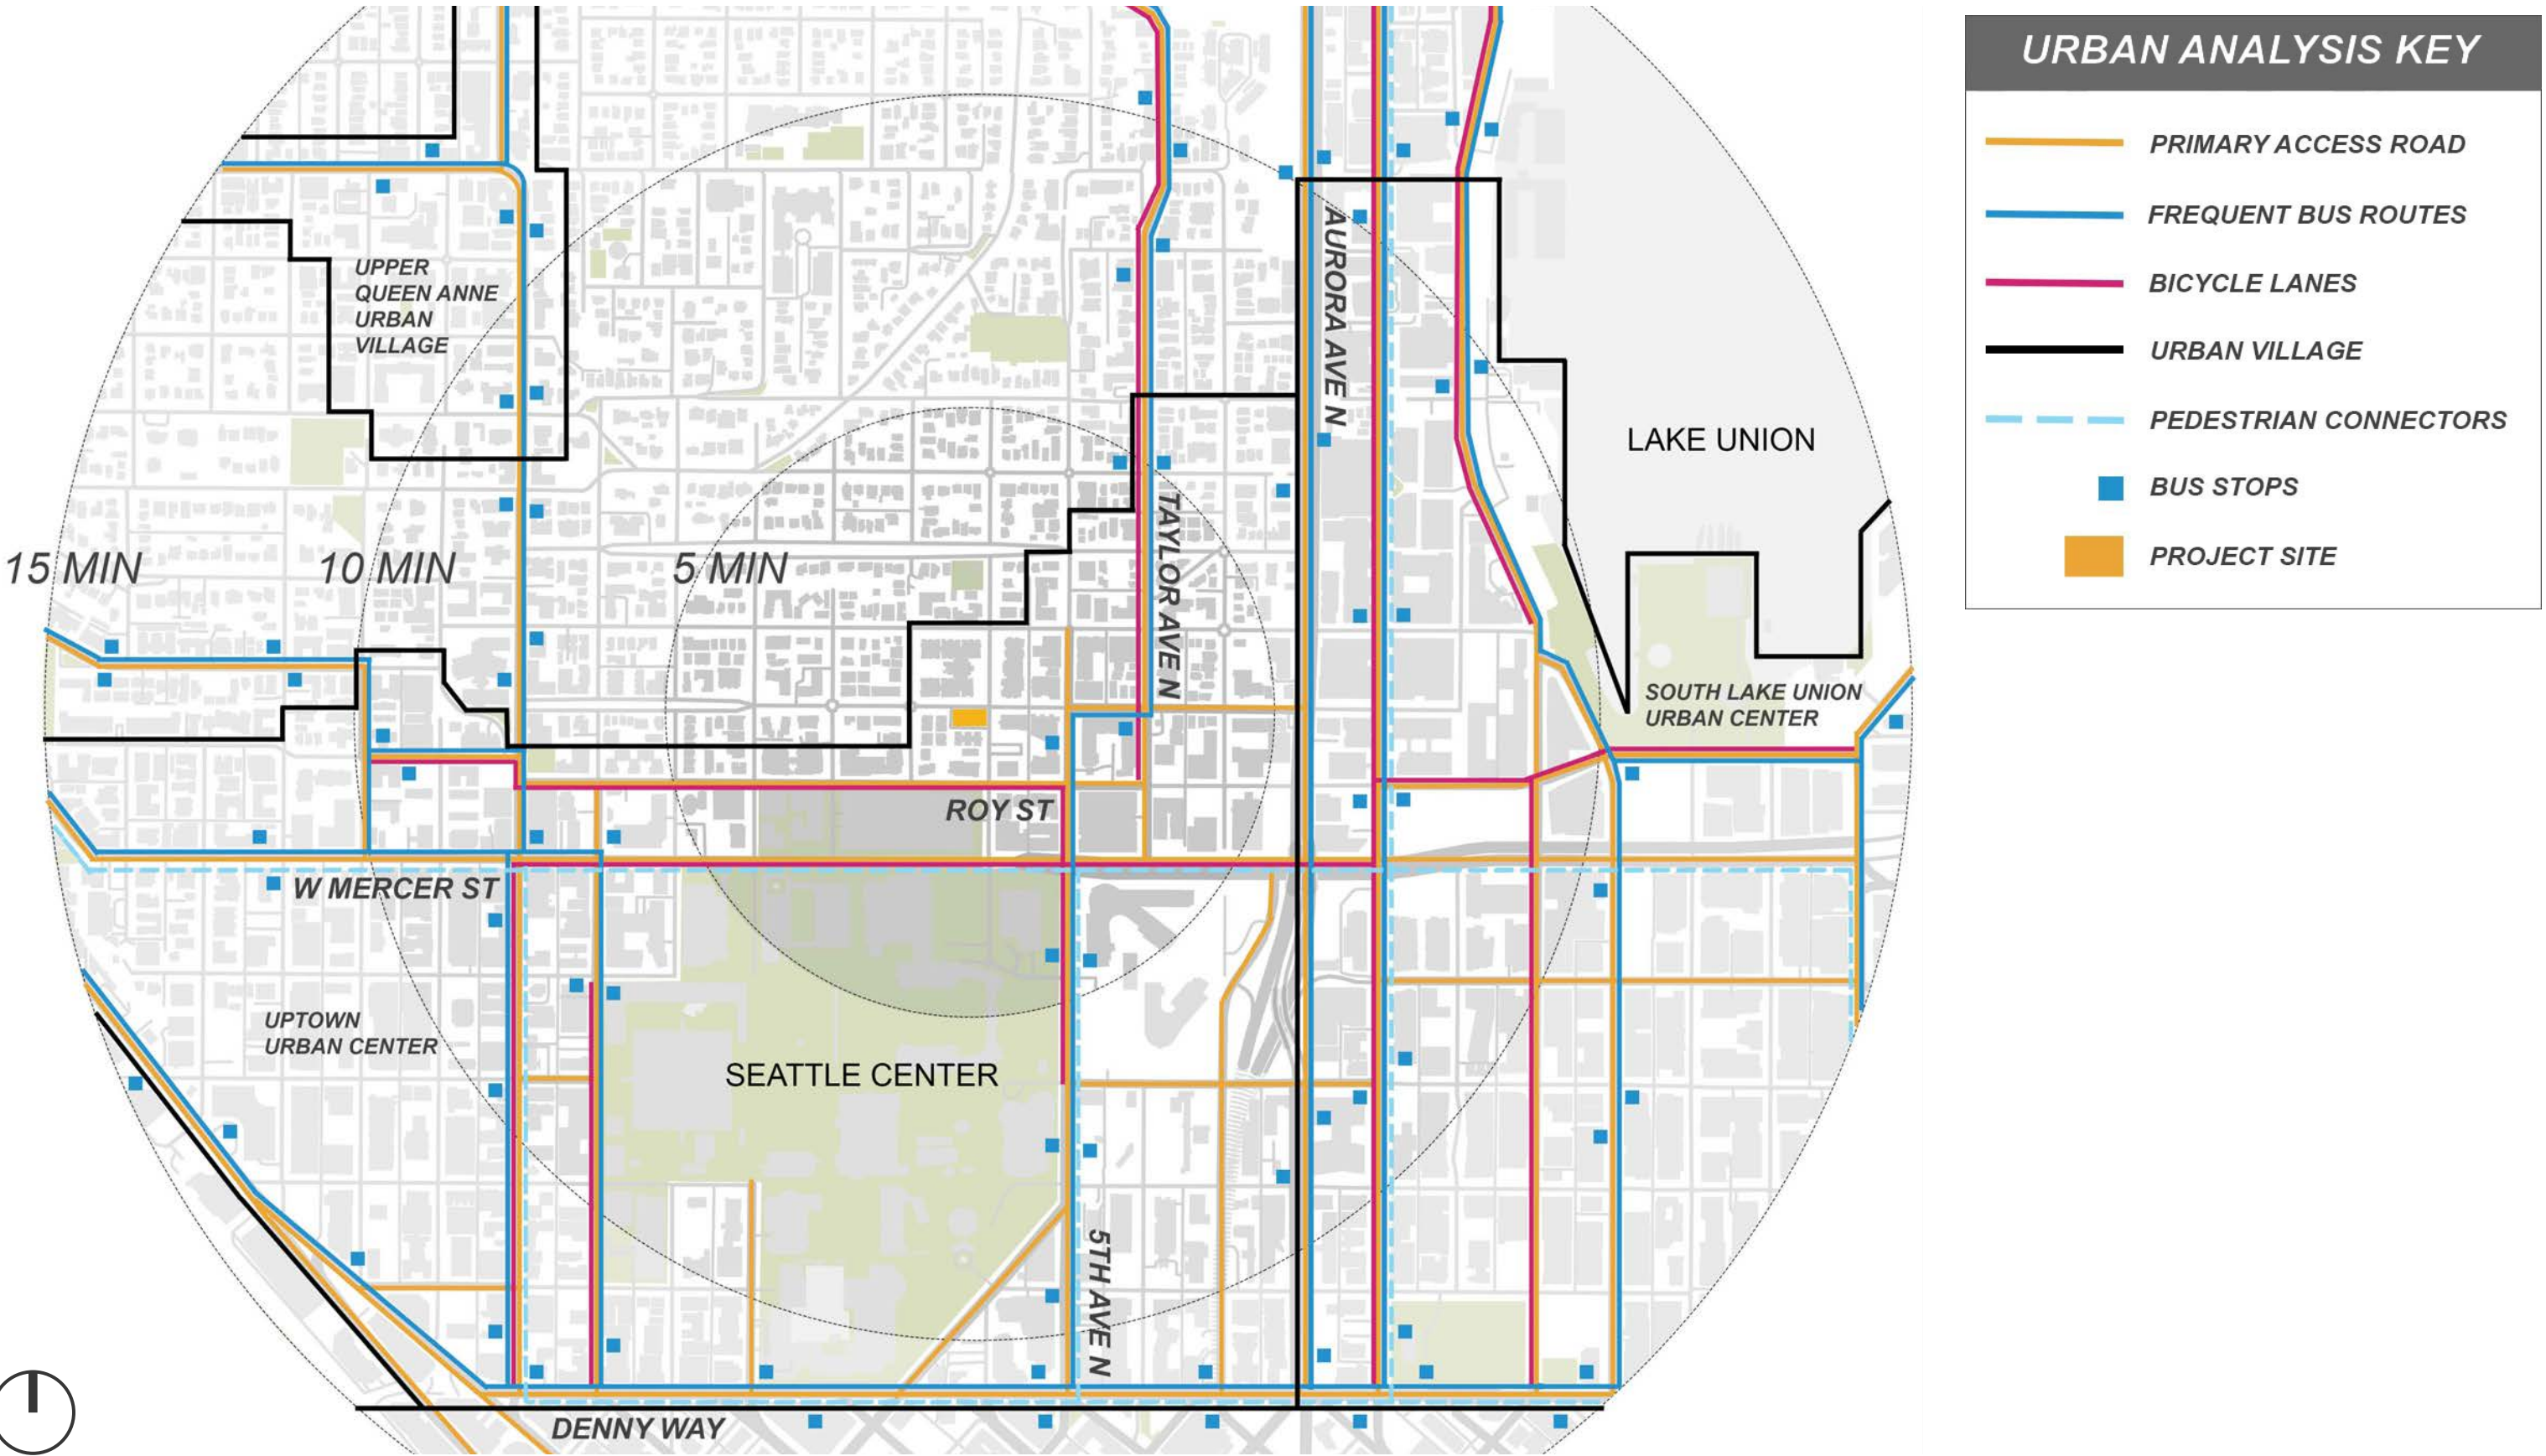 URBAN ANALYSIS KEY
PRIMARY ACCESS ROAD
FREQUENT BUS ROUTES
BICYCLE LANES
URBAN VILLAGE
PEDESTRIAN CONNECTORS
BUS STOPS
PROJECT SITE
UPPER
QUEEN ANNE
URBAN
VILLAGE
AURORA AVE N
LAKE UNION
15 MIN
10 MIN
5 MIN
TAYLOR AVE N
SOUTH LAKE UNION
URBAN CENTER
ROY ST
W MERCER ST
UPTOWN
URBAN CENTER
SEATTLE CENTER
5TH AVE N
DENNY WAY